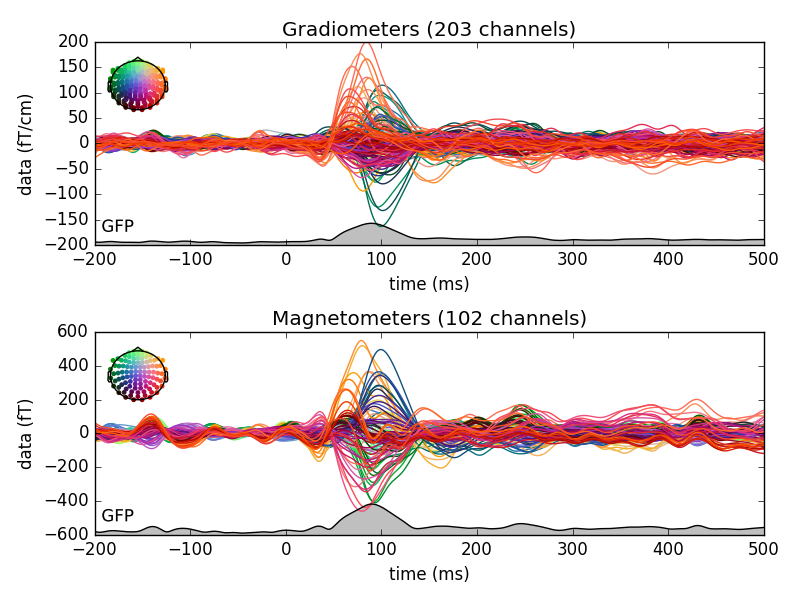 Gradiometers (203 channels)
200
150
100
50
0
−50
−100
−150
−200
data (fT/cm)
GFP
−200 −100 0 100 200 300 400 500
time (ms)
Magnetometers (102 channels)
600
400
200
0
−200
−400
−600
data (fT)
GFP
−200 −100 0 100 200 300 400 500
time (ms)